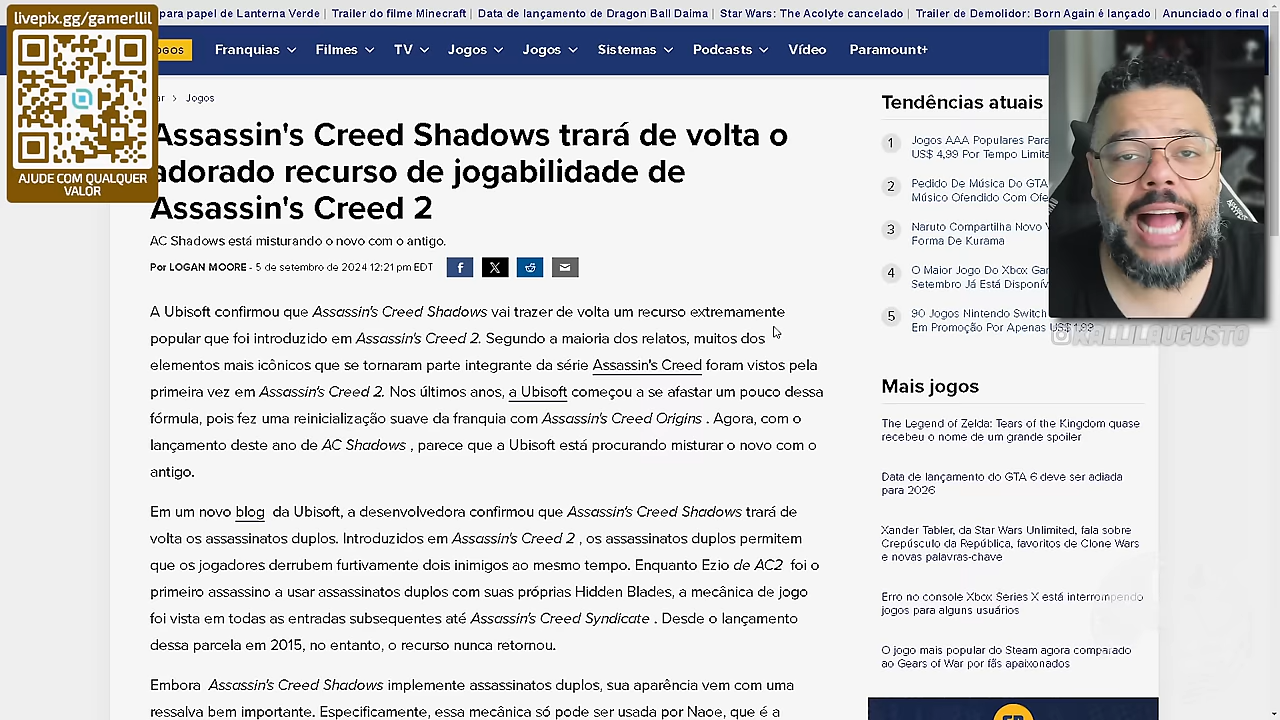 livepix.gg/gamerllll
AJUDE COM QUALQUER
VALOR
para papel de Lanterna Verde | Trailer do filme Minecraft | Data de lançamento de Dragon Ball Daima | Star Wars: The Acolyte cancelado | Trailer de Demolidor: Born Again é lançado | Anunciado o final d
OGOS Franquias Filmes TV Jogos Jogos Sistemas Podcasts Vídeo Paramount+
ar > Jogos
Assassin's Creed Shadows trará de volta o
adorado recurso de jogabilidade de
Assassin's Creed 2
AC Shadows está misturando o novo com o antigo.
Por LOGAN MOORE - 5 de setembro de 2024 12:21 pm EDT
A Ubisoft confirmou que Assassin's Creed Shadows vai trazer de volta um recurso extremamente
popular que foi introduzido em Assassin's Creed 2. Segundo a maioria dos relatos, muitos dos
elementos mais icônicos que se tornaram parte integrante da série Assassin's Creed foram vistos pela
primeira vez em Assassin's Creed 2. Nos últimos anos, a Ubisoft começou a se afastar um pouco dessa
fórmula, pois fez uma reinicialização suave da franquia com Assassin's Creed Origins . Agora, com o
lançamento deste ano de AC Shadows , parece que a Ubisoft está procurando misturar o novo com o
antigo.
Em um novo blog da Ubisoft, a desenvolvedora confirmou que Assassin's Creed Shadows trará de
volta os assassinatos duplos. Introduzidos em Assassin's Creed 2 , os assassinatos duplos permitem
que os jogadores derrubem furtivamente dois inimigos ao mesmo tempo. Enquanto Ezio de AC2 foi o
primeiro assassino a usar assassinatos duplos com suas próprias Hidden Blades, a mecânica de jogo
foi vista em todas as entradas subsequentes até Assassin's Creed Syndicate . Desde o lançamento
dessa parcela em 2015, no entanto, o recurso nunca retornou.
Embora Assassin's Creed Shadows implemente assassinatos duplos, sua aparência vem com uma
ressalva bem importante. Especificamente, essa mecânica só pode ser usada por Naoe, que é a
Tendências atuais
1 Jogos AAA Populares Para
US$ 4,99 Por Tempo Limita
2 Pedido De Música Do GTA
Músico Ofendido Com Ofe
3 Naruto Compartilha Novo V
Forma De Kurama
4 O Maior Jogo Do Xbox Gar
Setembro Já Está Disponív
5 90 Jogos Nintendo Switch
Em Promoção Por Apenas US$ 1,99
@KALLILAUGUSTO
Mais jogos
The Legend of Zelda: Tears of the Kingdom quase
recebeu o nome de um grande spoiler
Data de lançamento do GTA 6 deve ser adiada
para 2026
Xander Tabler, da Star Wars Unlimited, fala sobre
Crepúsculo da República, favoritos de Clone Wars
e novas palavras-chave
Erro no console Xbox Series X está interrompendo
jogos para alguns usuários
O jogo mais popular do Steam agora comparado
ao Gears of War por fãs apaixonados